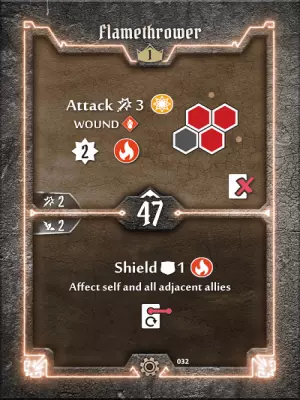 Flamethrower
1
Attack 3
WOUND
2
2
47
2
Shield 1
Affect self and all adjacent allies
032